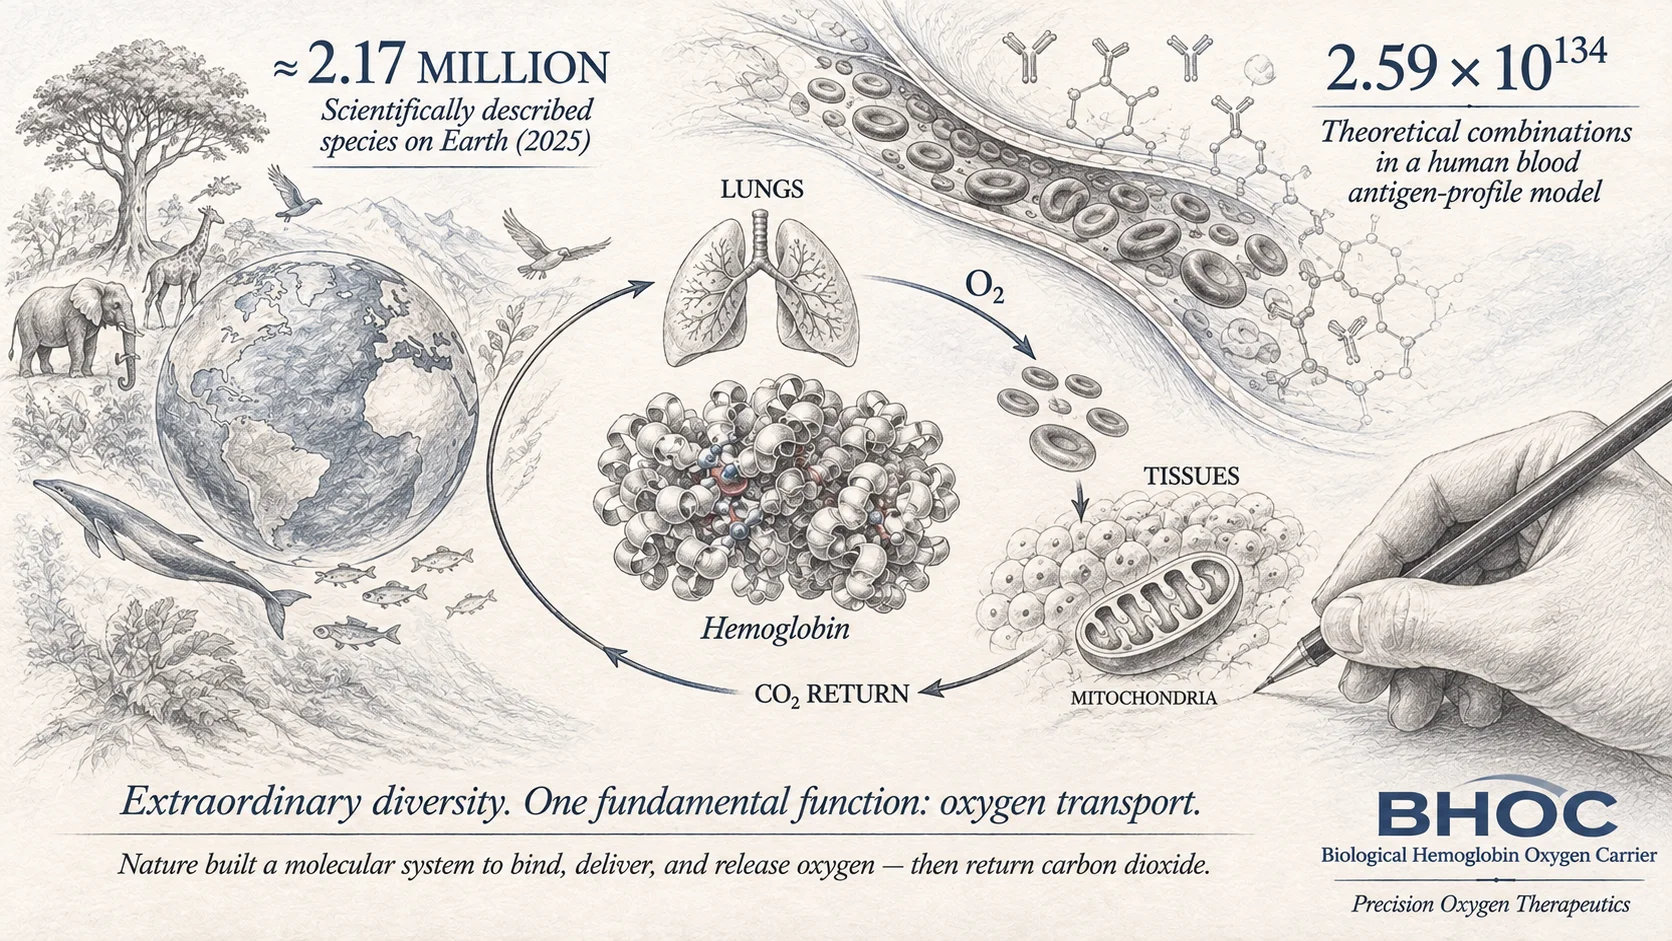 ≈ 2.17 MILLION
Scientifically described
species on Earth (2025)
2.59 × 10¹³⁴
Theoretical combinations
in a human blood
antigen-profile model
LUNGS
O₂
TISSUES
Hemoglobin
MITOCHONDRIA
CO₂ RETURN
Extraordinary diversity. One fundamental function: oxygen transport.
Nature built a molecular system to bind, deliver, and release oxygen — then return carbon dioxide.
BHOC
Biological Hemoglobin Oxygen Carrier
Precision Oxygen Therapeutics